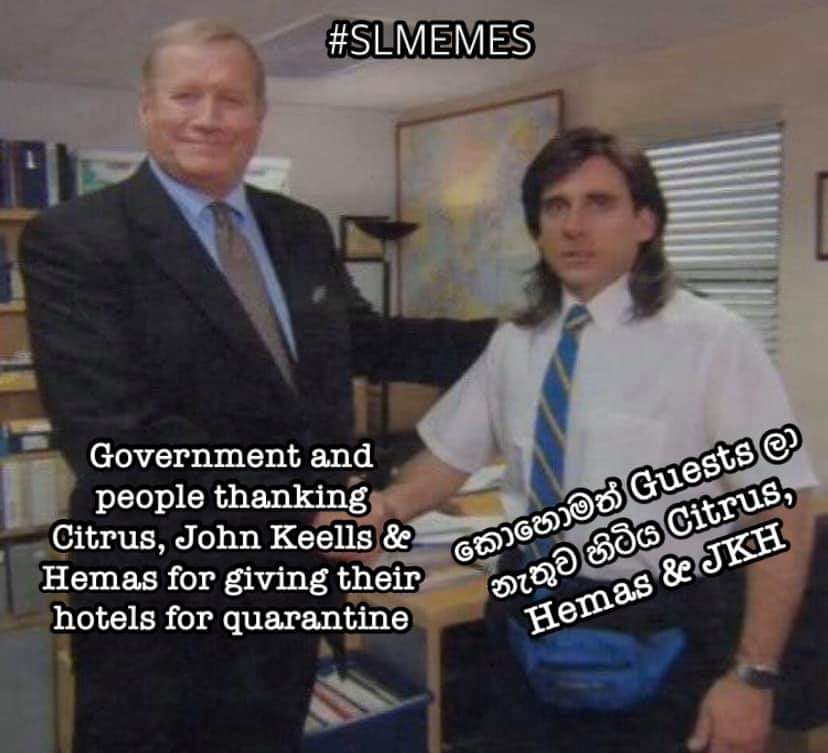 #SLMEMES
Government and
people thanking
Citrus, John Keells &
Hemas for giving their
hotels for quarantine
කොහොමත් Guests ලා
නැතුව හිටිය Citrus,
Hemas & JKH